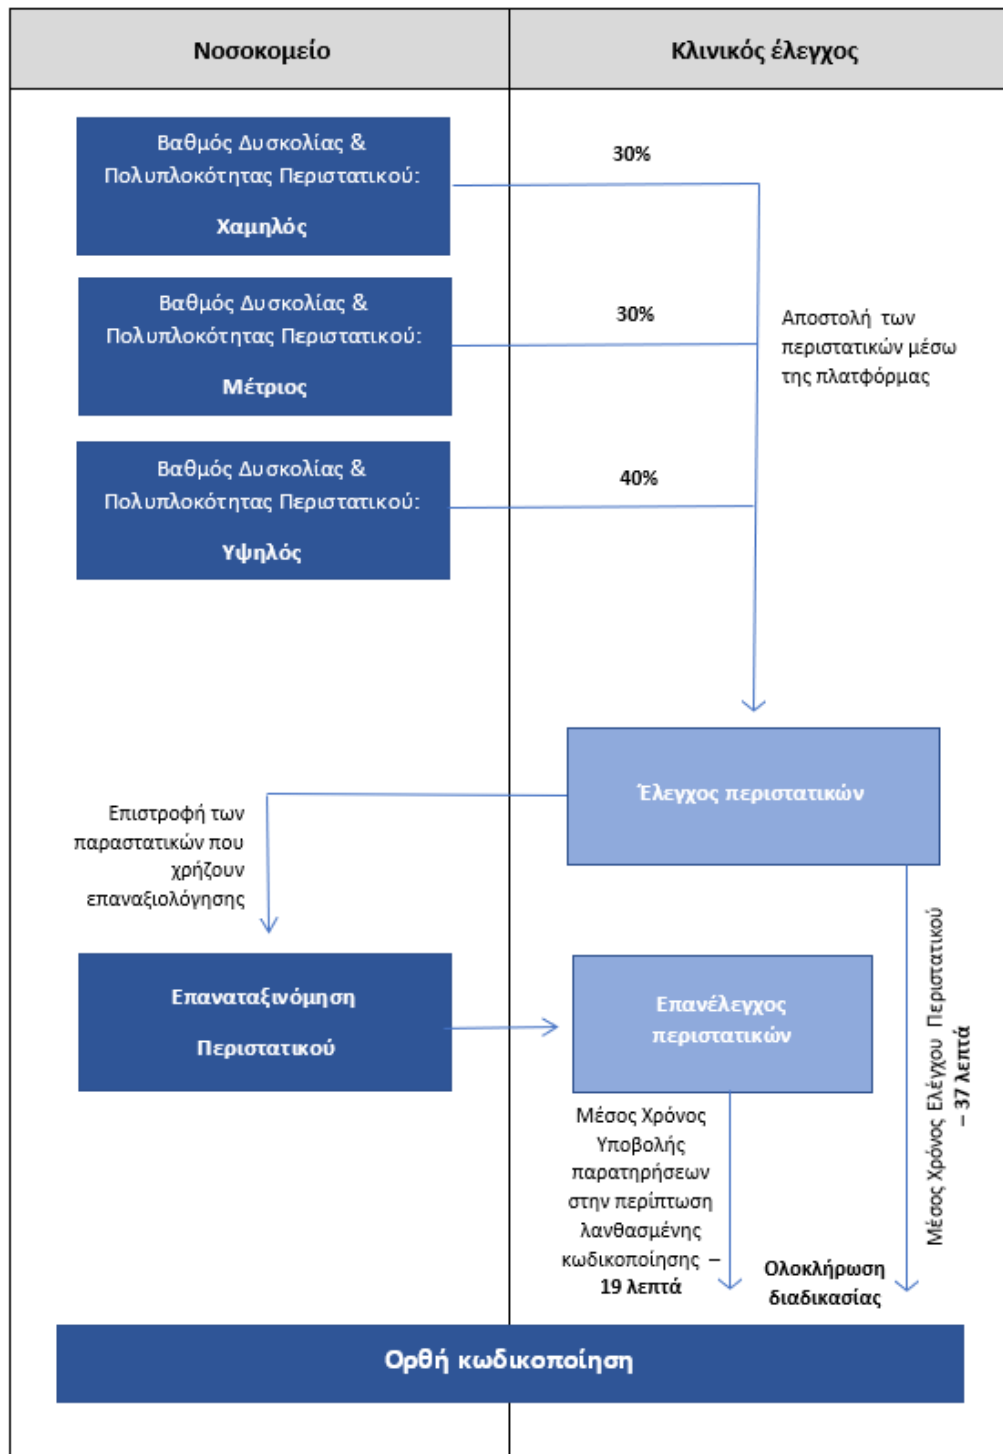 Νοσοκομείο
Κλινικός έλεγχος
Βαθμός Δυσκολίας &
Πολυπλοκότητας Περιστατικού:
Χαμηλός
30%
Βαθμός Δυσκολίας &
Πολυπλοκότητας Περιστατικού:
Μέτριος
30%
Αποστολή των
περιστατικών μέσω
της πλατφόρμας
Βαθμός Δυσκολίας &
Πολυπλοκότητας Περιστατικού:
Υψηλός
40%
Έλεγχος περιστατικών
Επιστροφή των
παραστατικών που
χρήζουν
επαναξιολόγησης
Επαναταξινόμηση
Περιστατικού
Επανέλεγχος
περιστατικών
Μέσος Χρόνος Ελέγχου Περιστατικού
– 37 λεπτά
Μέσος Χρόνος
Υποβολής
παρατηρήσεων
στην περίπτωση
λανθασμένης
κωδικοποίησης –
19 λεπτά
Ολοκλήρωση
διαδικασίας
Ορθή κωδικοποίηση